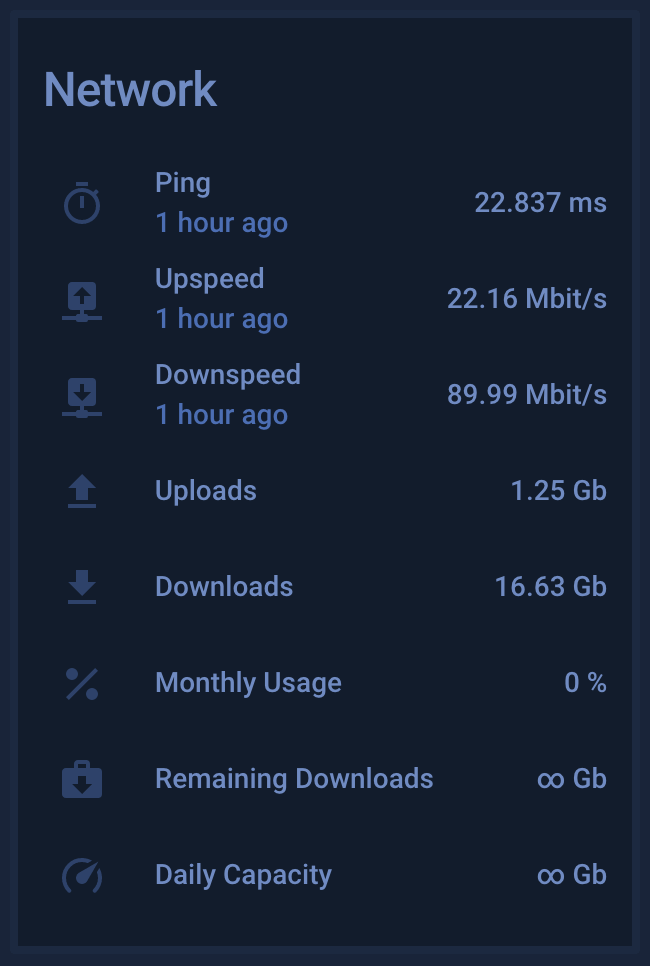 Network
Ping
1 hour ago
22.837 ms
Upspeed
1 hour ago
22.16 Mbit/s
Downspeed
1 hour ago
89.99 Mbit/s
Uploads 1.25 Gb
Downloads 16.63 Gb
Monthly Usage 0 %
Remaining Downloads ∞ Gb
Daily Capacity ∞ Gb